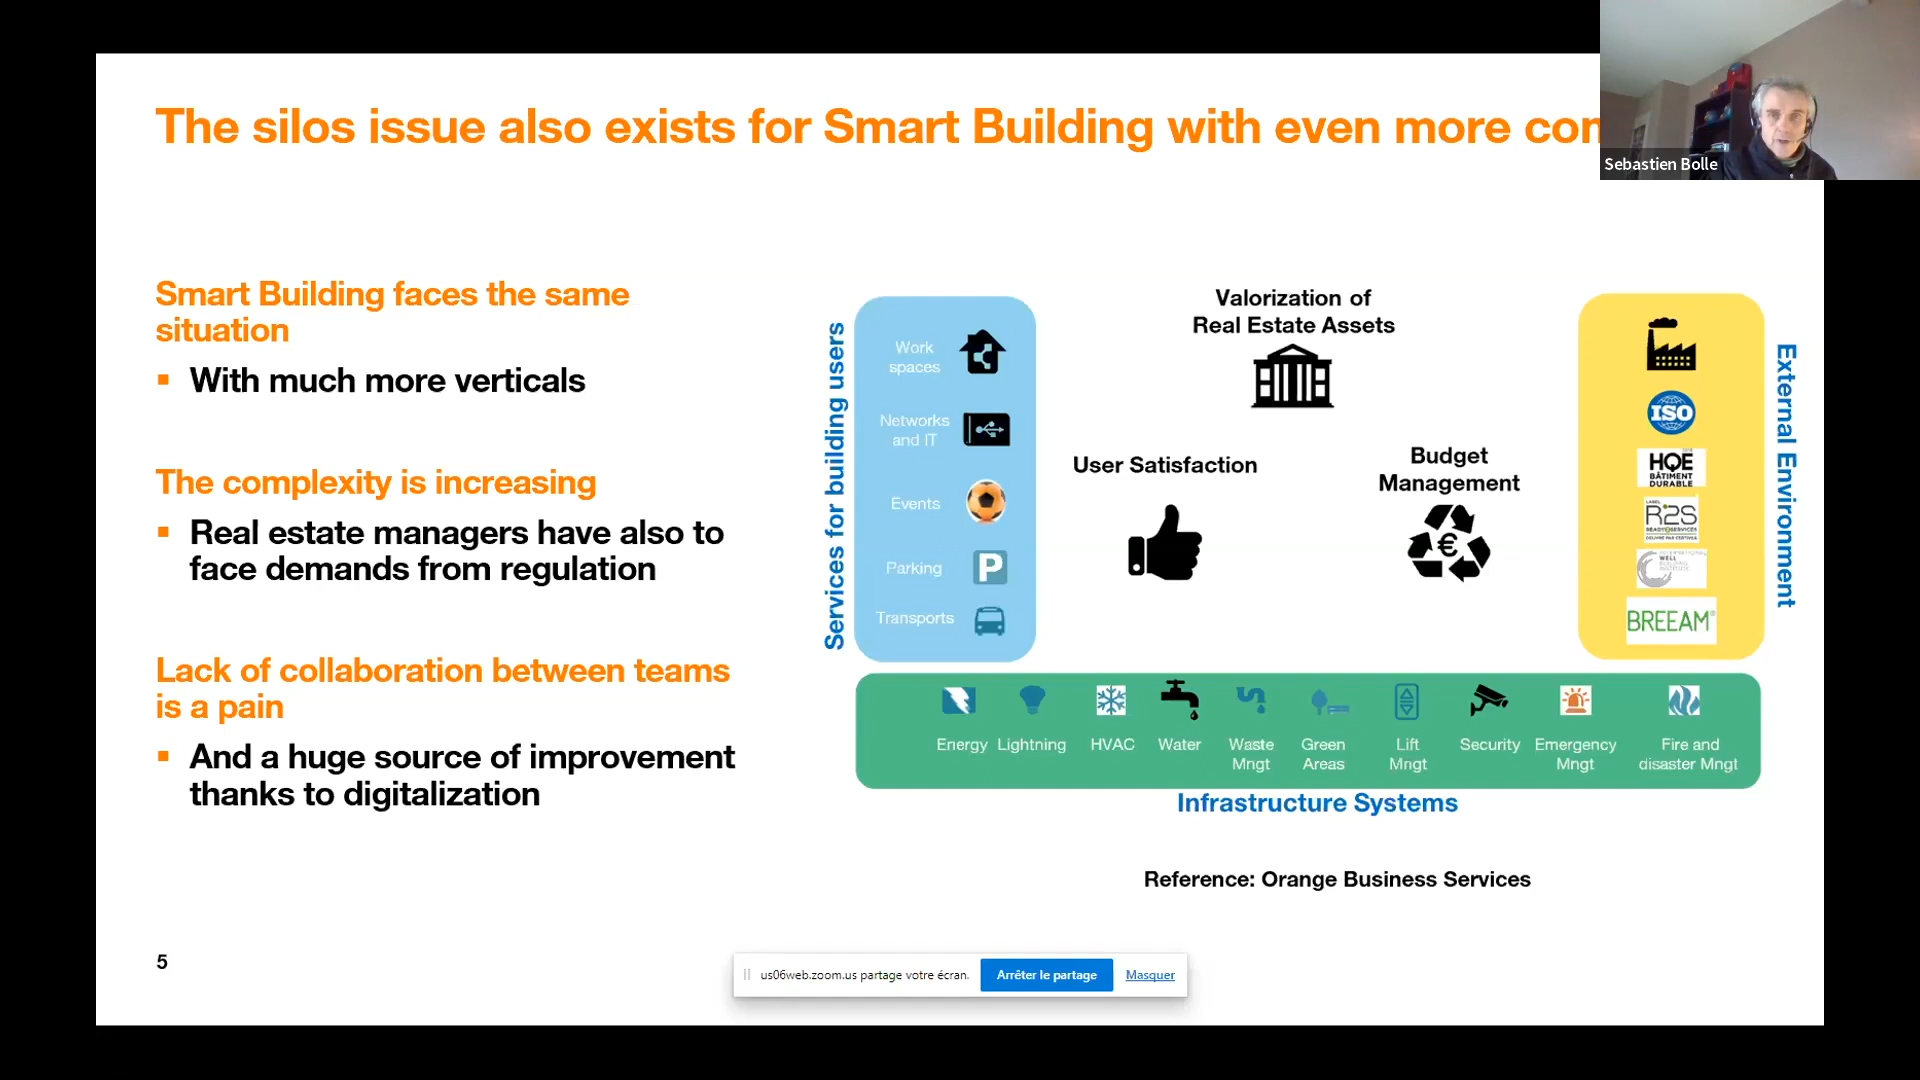 The silos issue also exists for Smart Building with even more
Sebastien Bolle
Smart Building faces the same
situation
With much more verticals
The complexity is increasing
Real estate managers have also to
face demands from regulation
Lack of collaboration between teams
is a pain
And a huge source of improvement
thanks to digitalization
Services for building users
Work
spaces
Networks
and IT
Events
Parking
P
Transports
Valorization of
Real Estate Assets
User Satisfaction
Budget
Management
€
ISO
HQE
BÂTIMENT
DURABLE
LABEL
R2S
READY2SERVICES
WELL
BREEAM®
External Environment
Energy
Lightning
HVAC
Water
Waste
Mngt
Green
Areas
Lift
Mngt
Security
Emergency
Mngt
Fire and
disaster Mngt
Infrastructure Systems
Reference: Orange Business Services
5
us06web.zoom.us partage votre écran.
Arrêter le partage
Masquer